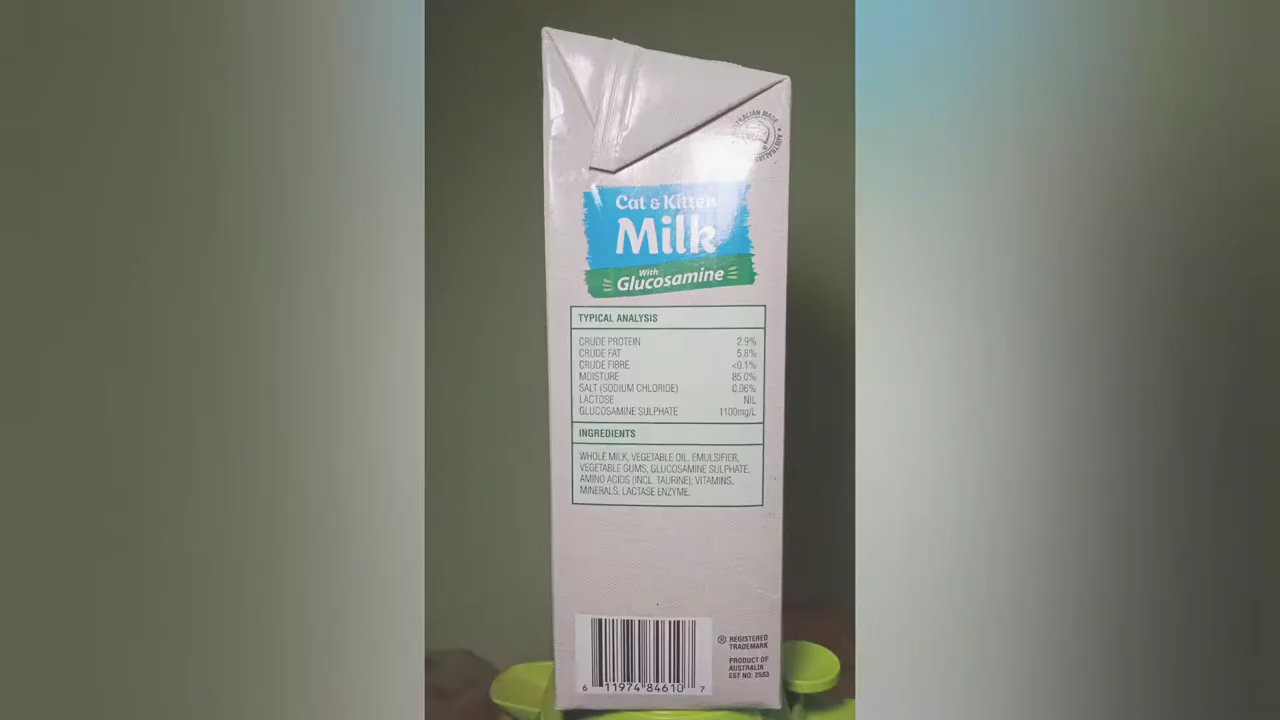 AUSTRALIAN MADE
Cat & Kitten
Milk
With
Glucosamine
TYPICAL ANALYSIS
CRUDE PROTEIN 2.9%
CRUDE FAT 5.8%
CRUDE FIBRE <0.1%
MOISTURE 85.0%
SALT (SODIUM CHLORIDE) 0.06%
LACTOSE NIL
GLUCOSAMINE SULPHATE 1100mg/L
INGREDIENTS
WHOLE MILK, VEGETABLE OIL, EMULSIFIER,
VEGETABLE GUMS, GLUCOSAMINE SULPHATE,
AMINO ACIDS (INCL. TAURINE), VITAMINS,
MINERALS, LACTASE ENZYME.
® REGISTERED
TRADEMARK
PRODUCT OF
AUSTRALIA
EST NO: 2583
6 11974 84610 7